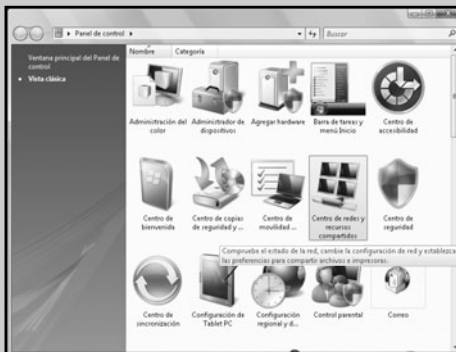 Panel de control
Buscar
Ventana principal del Panel de
control
Vista clásica
Nombre
Categoría
Administración del
color
Administrador de
dispositivos
Agregar hardware
Barra de tareas y
menú Inicio
Centro de
accesibilidad
Centro de
bienvenida
Centro de copias
de seguridad y ...
Centro de
movilidad ...
Centro de redes y
recursos
compartidos
Centro de
seguridad
Comprueba el estado de la red, cambie la configuración de red y establezca
las preferencias para compartir archivos e impresoras.
Centro de
sincronización
Configuración de
Tablet PC
Configuración
regional y d...
Control parental
Correo